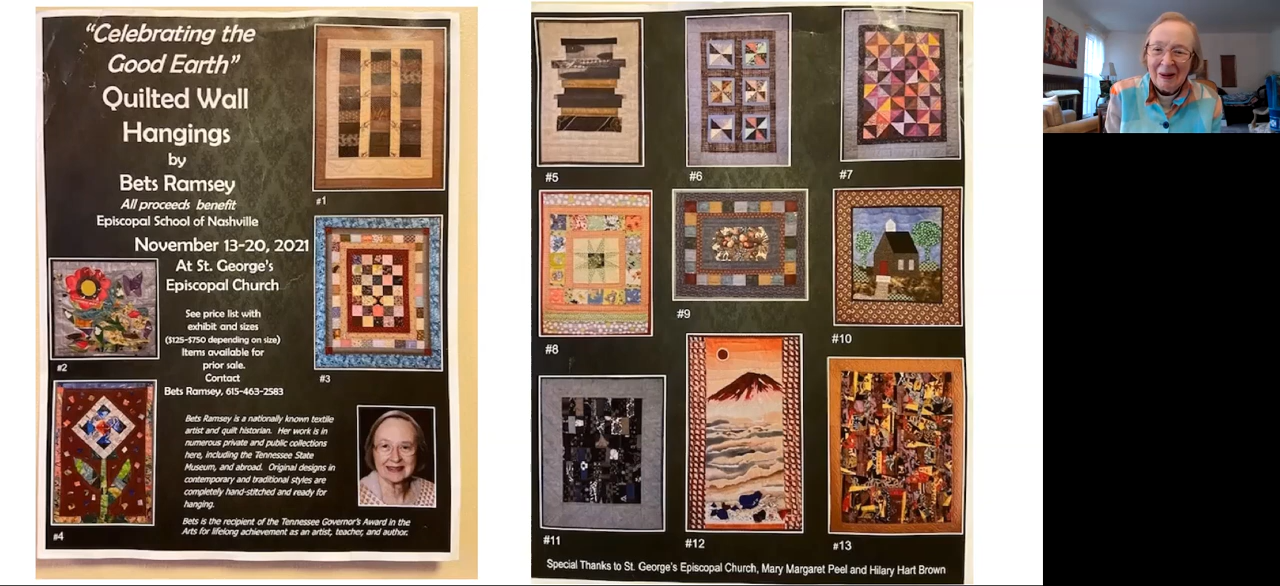 "Celebrating the
Good Earth"
Quilted Wall
Hangings
by
Bets Ramsey
All proceeds benefit
Episcopal School of Nashville
November 13-20, 2021
At St. George's
Episcopal Church
See price list with
exhibit and sizes
($125-$750 depending on size)
Items available for
prior sale.
Contact
Bets Ramsey, 615-463-2583
Bets Ramsey is a nationally known textile
artist and quilt historian. Her work is in
numerous private and public collections
here, including the Tennessee State
Museum, and abroad. Original designs in
contemporary and traditional styles are
completely hand-stitched and ready for
hanging.
Bets is the recipient of the Tennessee Governor's Award in the
Arts for lifelong achievement as an artist, teacher, and author.
#1
#2
#3
#4
#5
#6
#7
#8
#9
#10
#11
#12
#13
Special Thanks to St. George's Episcopal Church, Mary Margaret Peel and Hilary Hart Brown